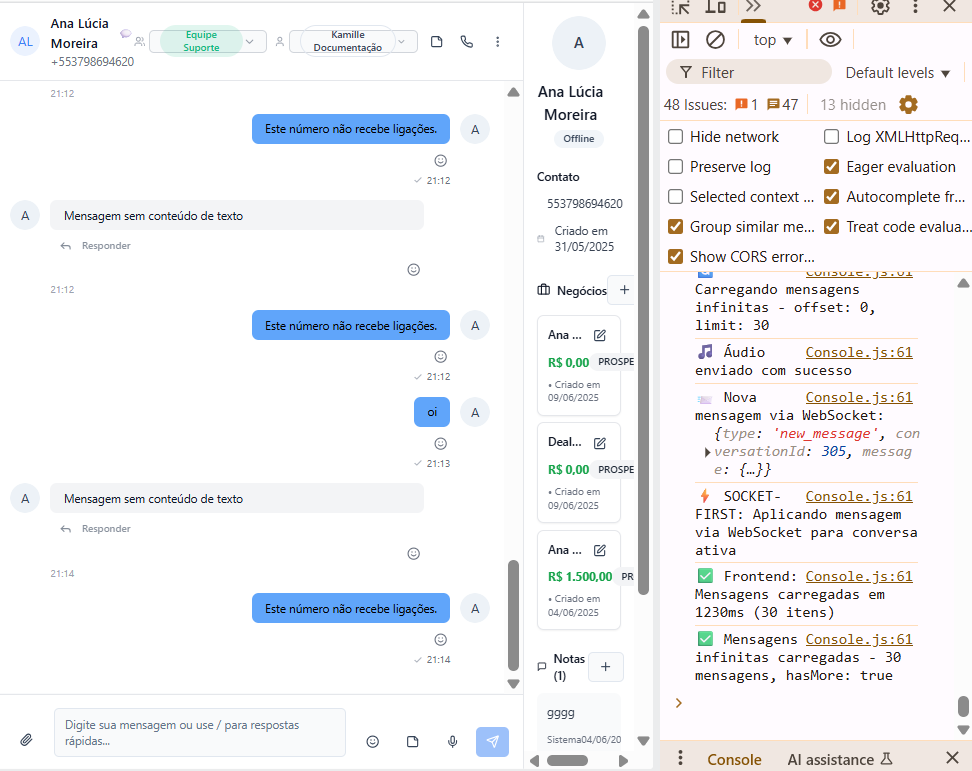 AL
Ana Lúcia
Moreira
+553798694620
Equipe
Suporte
Kamille
Documentação
21:12
Este número não recebe ligações.
A
21:12
A
Mensagem sem conteúdo de texto
Responder
21:12
Este número não recebe ligações.
A
21:12
oi
A
21:13
A
Mensagem sem conteúdo de texto
Responder
21:14
Este número não recebe ligações.
A
21:14
Digite sua mensagem ou use / para respostas
rápidas...
A
Ana Lúcia
Moreira
Offline
Contato
553798694620
Criado em
31/05/2025
Negócios
+
Ana ...
R$ 0,00 PROSPE
• Criado em
09/06/2025
Deal...
R$ 0,00 PROSPE
• Criado em
09/06/2025
Ana ...
R$ 1.500,00 PR
• Criado em
04/06/2025
Notas
(1)
+
gggg
Sistema04/06/20
top
Filter
Default levels
48 Issues: 1 47 13 hidden
Hide network
Log XMLHttpReq...
Preserve log
Eager evaluation
Selected context ...
Autocomplete fr...
Group similar me...
Treat code evalua...
Show CORS error...
Console.js:61
Carregando mensagens
infinitas - offset: 0,
limit: 30
Áudio Console.js:61
enviado com sucesso
Nova Console.js:61
mensagem via WebSocket:
{type: 'new_message', con
versationId: 305, messag
e: {…}}
SOCKET- Console.js:61
FIRST: Aplicando mensagem
via WebSocket para conversa
ativa
Frontend: Console.js:61
Mensagens carregadas em
1230ms (30 itens)
Mensagens Console.js:61
infinitas carregadas - 30
mensagens, hasMore: true
Console
AI assistance